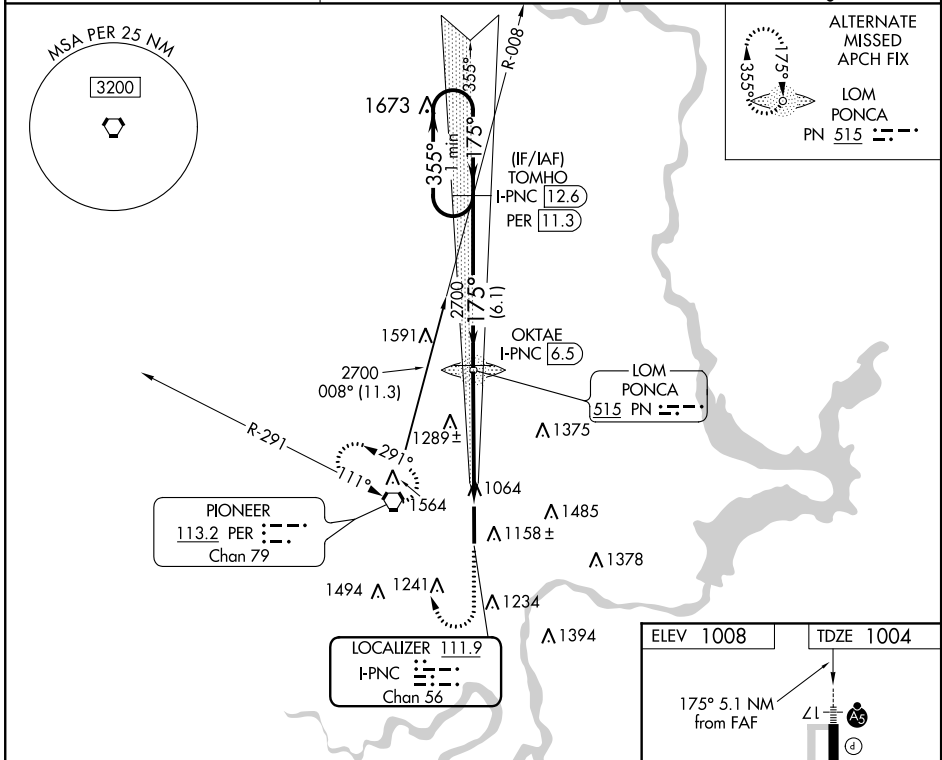 MSA PER 25 NM
3200
1673
355°
1 min
175°
355°
R-008
(IF/IAF)
TOMHO
I-PNC 12.6
PER 11.3
ALTERNATE
MISSED
APCH FIX
355°
175°
LOM
PONCA
PN 515
2700
175°
(6.1)
1591
OKTAE
I-PNC 6.5
2700
008° (11.3)
LOM
PONCA
515 PN
R-291
1289±
1375
291°
111°
1564
1064
PIONEER
113.2 PER
Chan 79
1485
1158±
1378
1494
1241
1234
1394
LOCALIZER 111.9
I-PNC
Chan 56
ELEV 1008
TDZE 1004
175° 5.1 NM
from FAF
17
A5
P